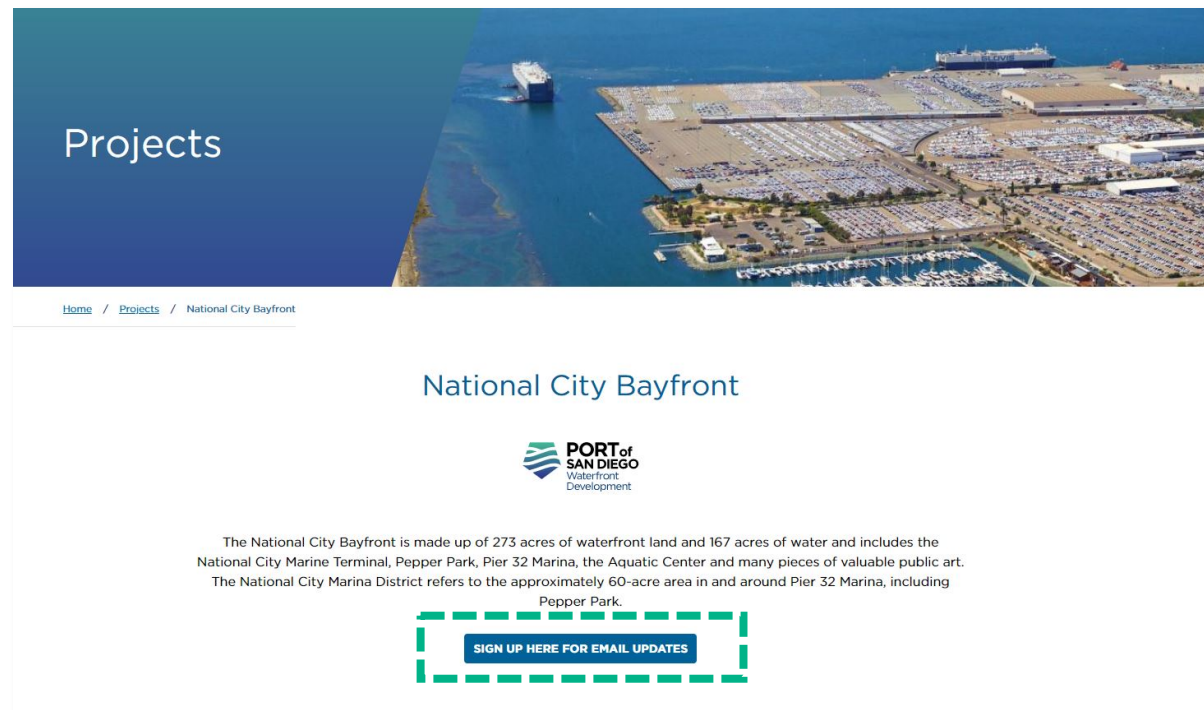 GLOVIS
Projects
Home / Projects / National City Bayfront
National City Bayfront
PORT of
SAN DIEGO
Waterfront
Development
The National City Bayfront is made up of 273 acres of waterfront land and 167 acres of water and includes the
National City Marine Terminal, Pepper Park, Pier 32 Marina, the Aquatic Center and many pieces of valuable public art.
The National City Marina District refers to the approximately 60-acre area in and around Pier 32 Marina, including
Pepper Park.
SIGN UP HERE FOR EMAIL UPDATES